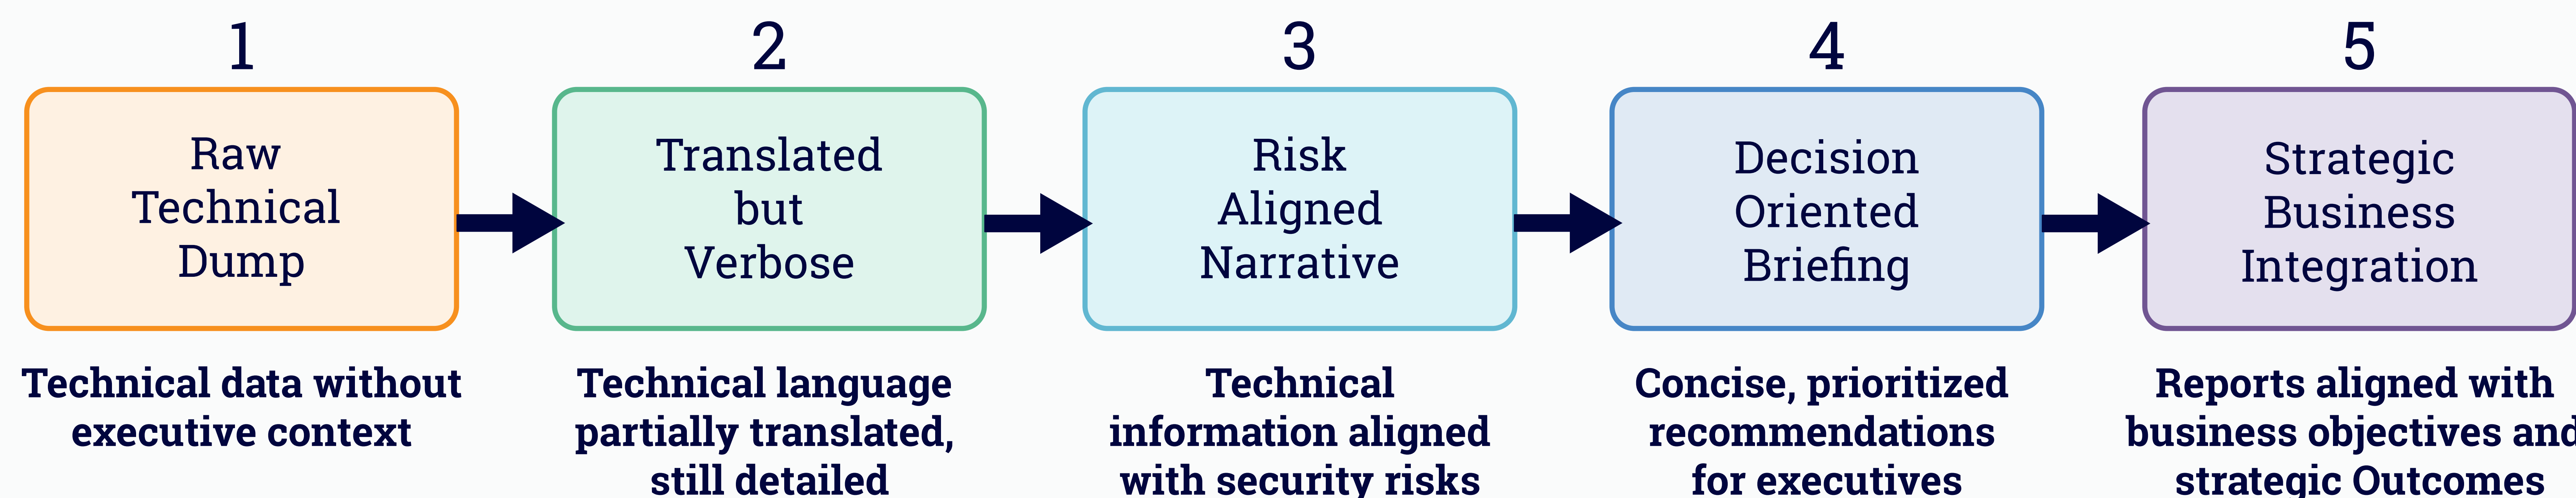 1
Raw
Technical
Dump
Technical data without
executive context
2
Translated
but
Verbose
Technical language
partially translated,
still detailed
3
Risk
Aligned
Narrative
Technical
information aligned
with security risks
4
Decision
Oriented
Briefing
Concise, prioritized
recommendations
for executives
5
Strategic
Business
Integration
Reports aligned with
business objectives and
strategic Outcomes